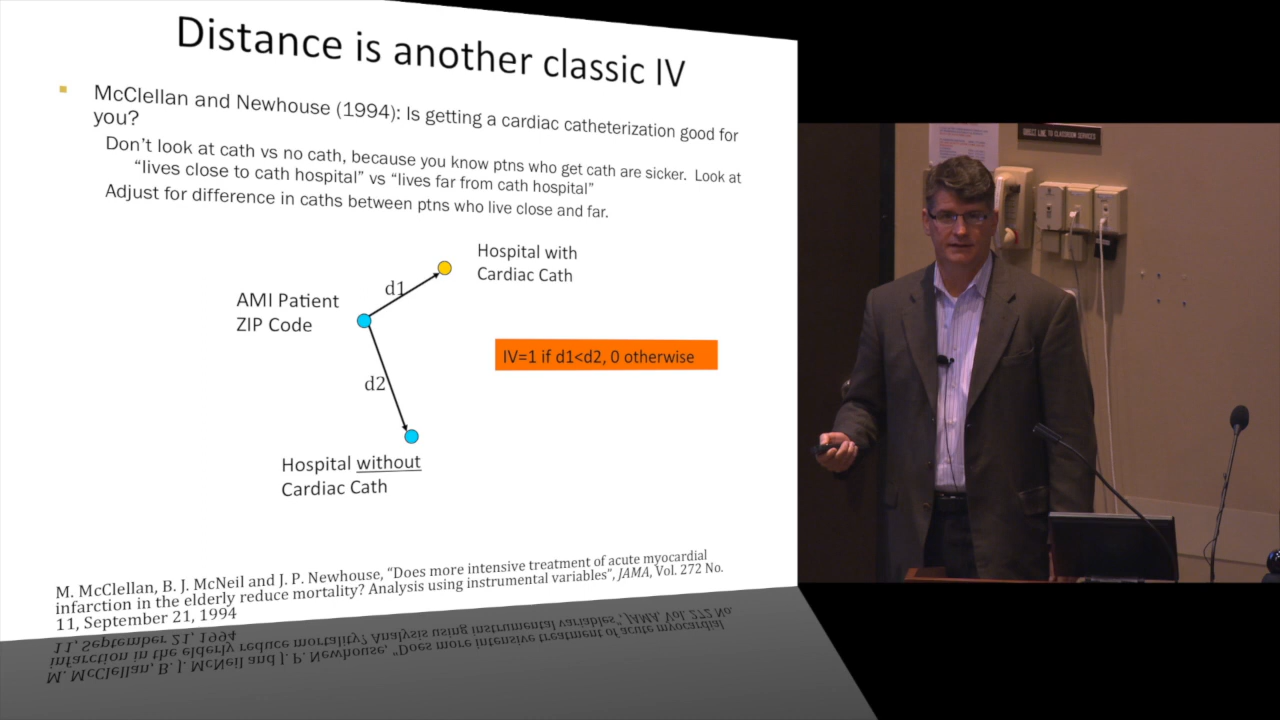 Distance is another classic IV
McClellan and Newhouse (1994): Is getting a cardiac catheterization good for
you?
Don't look at cath vs no cath, because you know ptns who get cath are sicker. Look at
"lives close to cath hospital" vs "lives far from cath hospital"
Adjust for difference in caths between ptns who live close and far.
Hospital with
Cardiac Cath
d1
AMI Patient
ZIP Code
IV=1 if d1<d2, 0 otherwise
d2
Hospital without
Cardiac Cath
M. McClellan, B. J. McNeil and J. P. Newhouse, "Does more intensive treatment of acute myocardial
infarction in the elderly reduce mortality? Analysis using instrumental variables", JAMA, Vol. 272 No.
11, September 21, 1994
DIRECT LINE TO CLASSROOM SERVICES